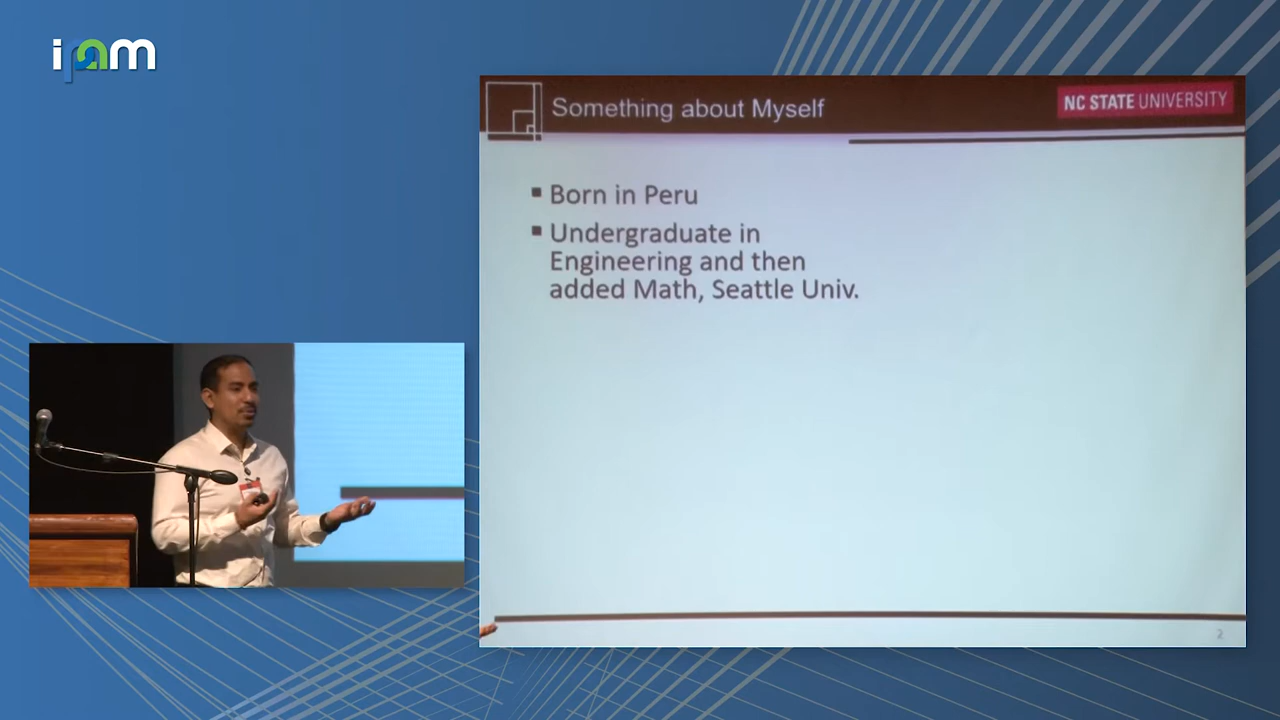 ipam
Something about Myself
NC STATE UNIVERSITY
Born in Peru
Undergraduate in
Engineering and then
added Math, Seattle Univ.
2